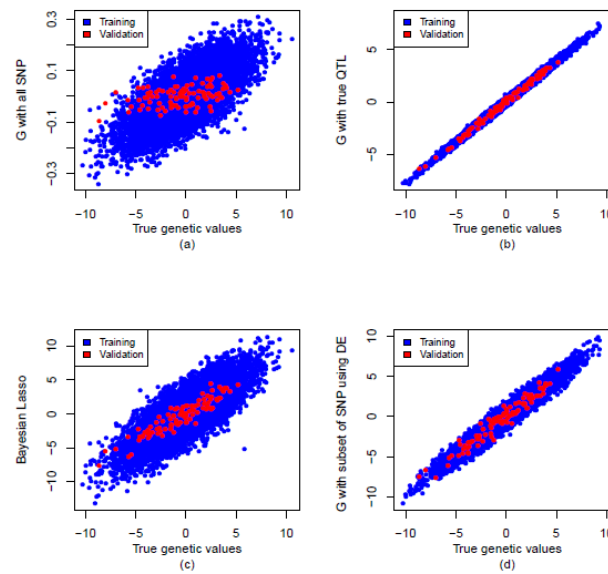 Training
Validation
G with all SNP
0.3
0.1
−0.1
−0.3
−10 −5 0 5 10
True genetic values
(a)
Training
Validation
G with true QTL
5
0
−5
−10 −5 0 5 10
True genetic values
(b)
Training
Validation
Bayesian Lasso
10
5
0
−5
−10
−10 −5 0 5 10
True genetic values
(c)
Training
Validation
G with subset of SNP using DE
10
5
0
−5
−10
−10 −5 0 5 10
True genetic values
(d)